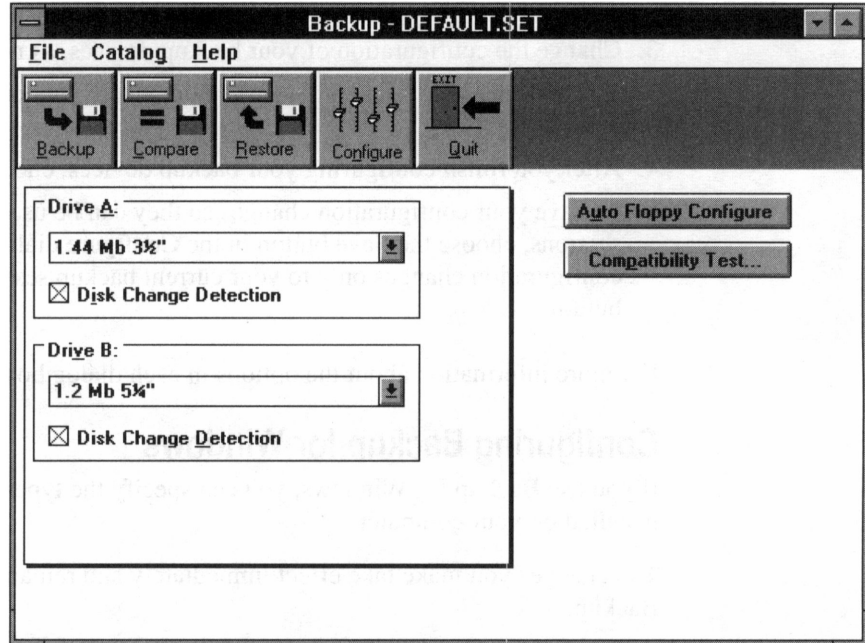 Backup - DEFAULT.SET
File Catalog Help
EXIT
Backup Compare Restore Configure Quit
Drive A:
1.44 Mb 3½"
Disk Change Detection
Auto Floppy Configure
Compatibility Test...
Drive B:
1.2 Mb 5¼"
Disk Change Detection
Configuring Backup for Windows